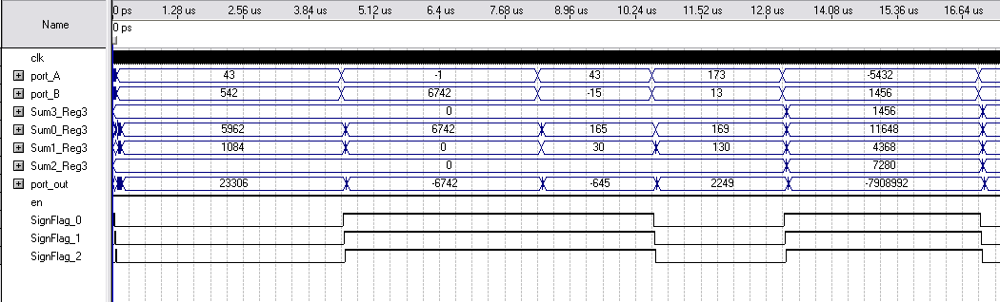 Name
0 ps 1.28 us 2.56 us 3.84 us 5.12 us 6.4 us 7.68 us 8.96 us 10.24 us 11.52 us 12.8 us 14.08 us 15.36 us 16.64 us
0 ps
clk
port_A 43 -1 43 173 -5432
port_B 542 6742 -15 13 1456
Sum3_Reg3 0 1456
Sum0_Reg3 5962 6742 165 169 11648
Sum1_Reg3 1084 0 30 130 4368
Sum2_Reg3 0 7280
port_out 23306 -6742 -645 2249 -7908992
en
SignFlag_0
SignFlag_1
SignFlag_2